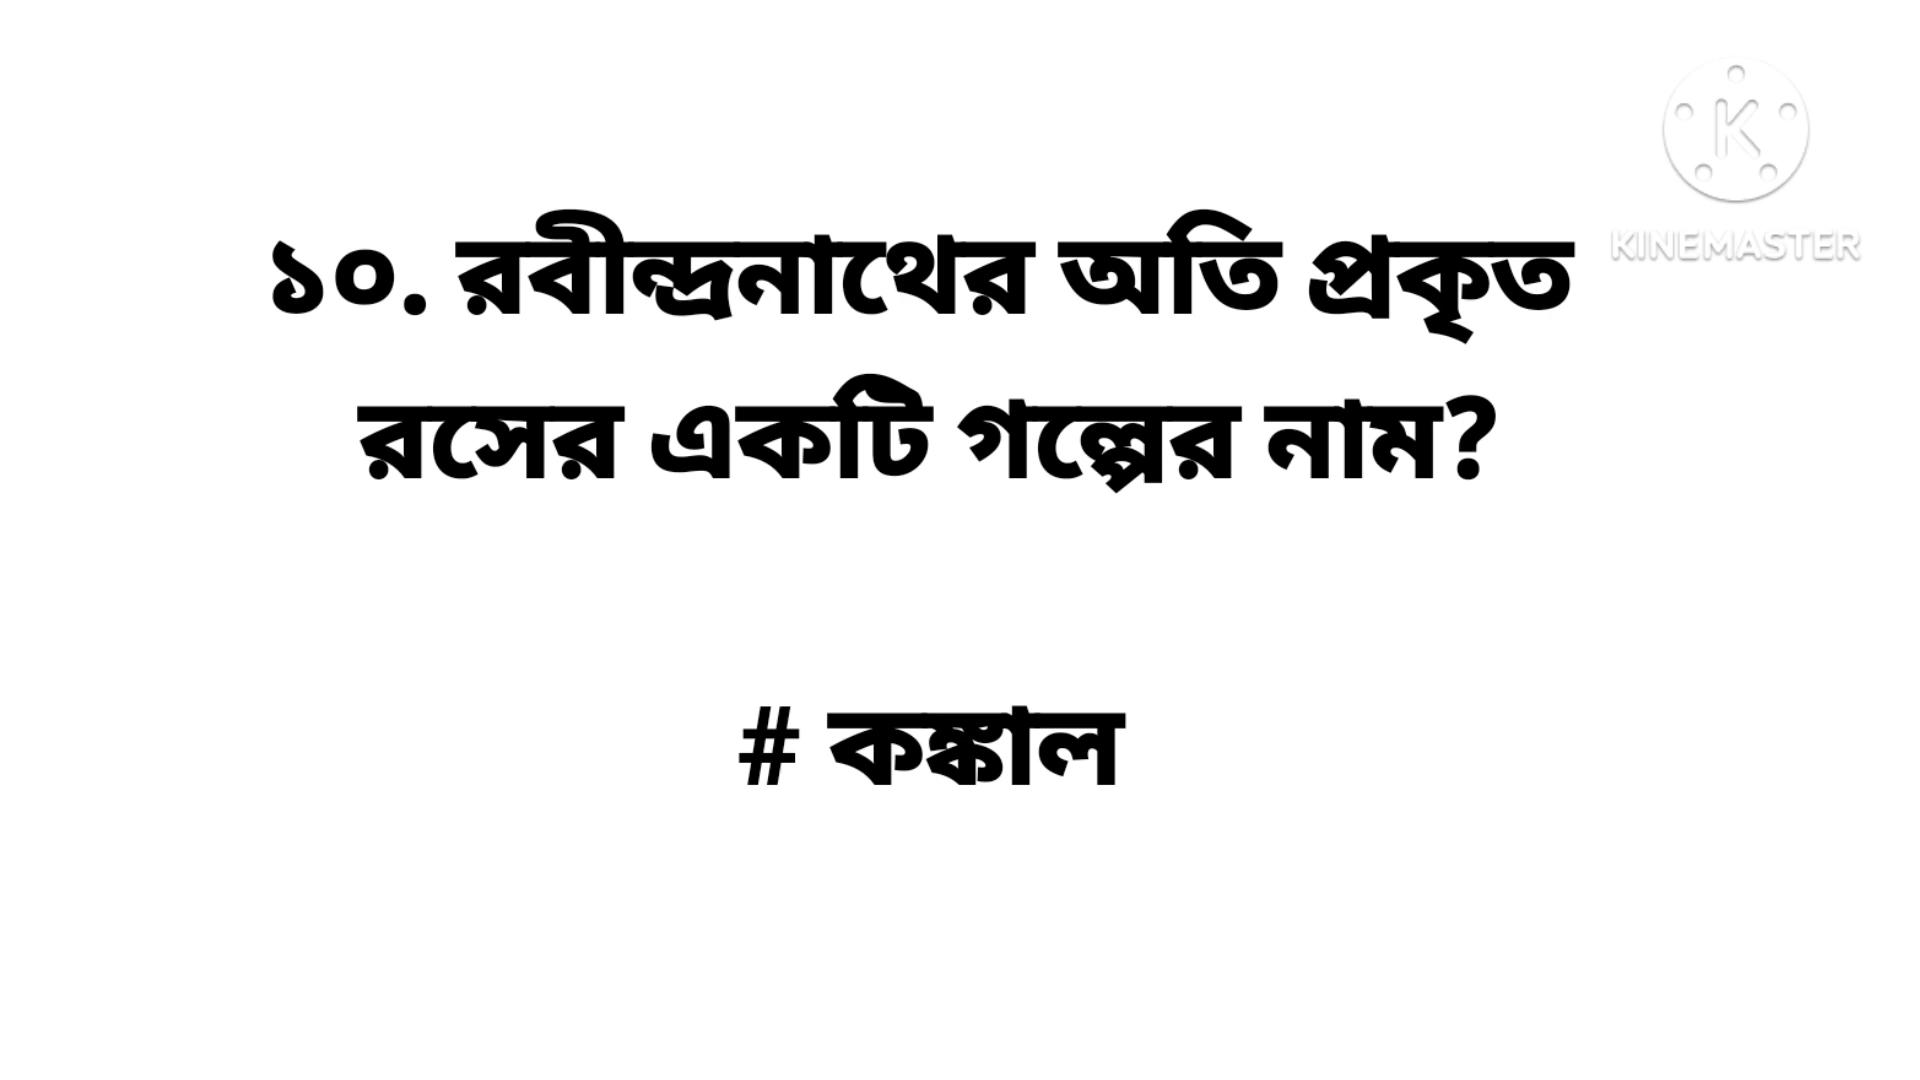 ১০. রবীন্দ্রনাথের অতি প্রকৃত
রসের একটি গল্পের নাম?
# কঙ্কাল
K
KINEMASTER